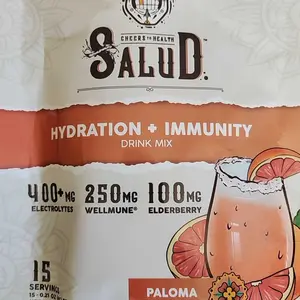 CHEERS TO HEALTH
SALUD
HYDRATION + IMMUNITY
DRINK MIX
400+MG 250MG 100MG
ELECTROLYTES WELLMUNE® ELDERBERRY
15
SERVINGS
PALOMA